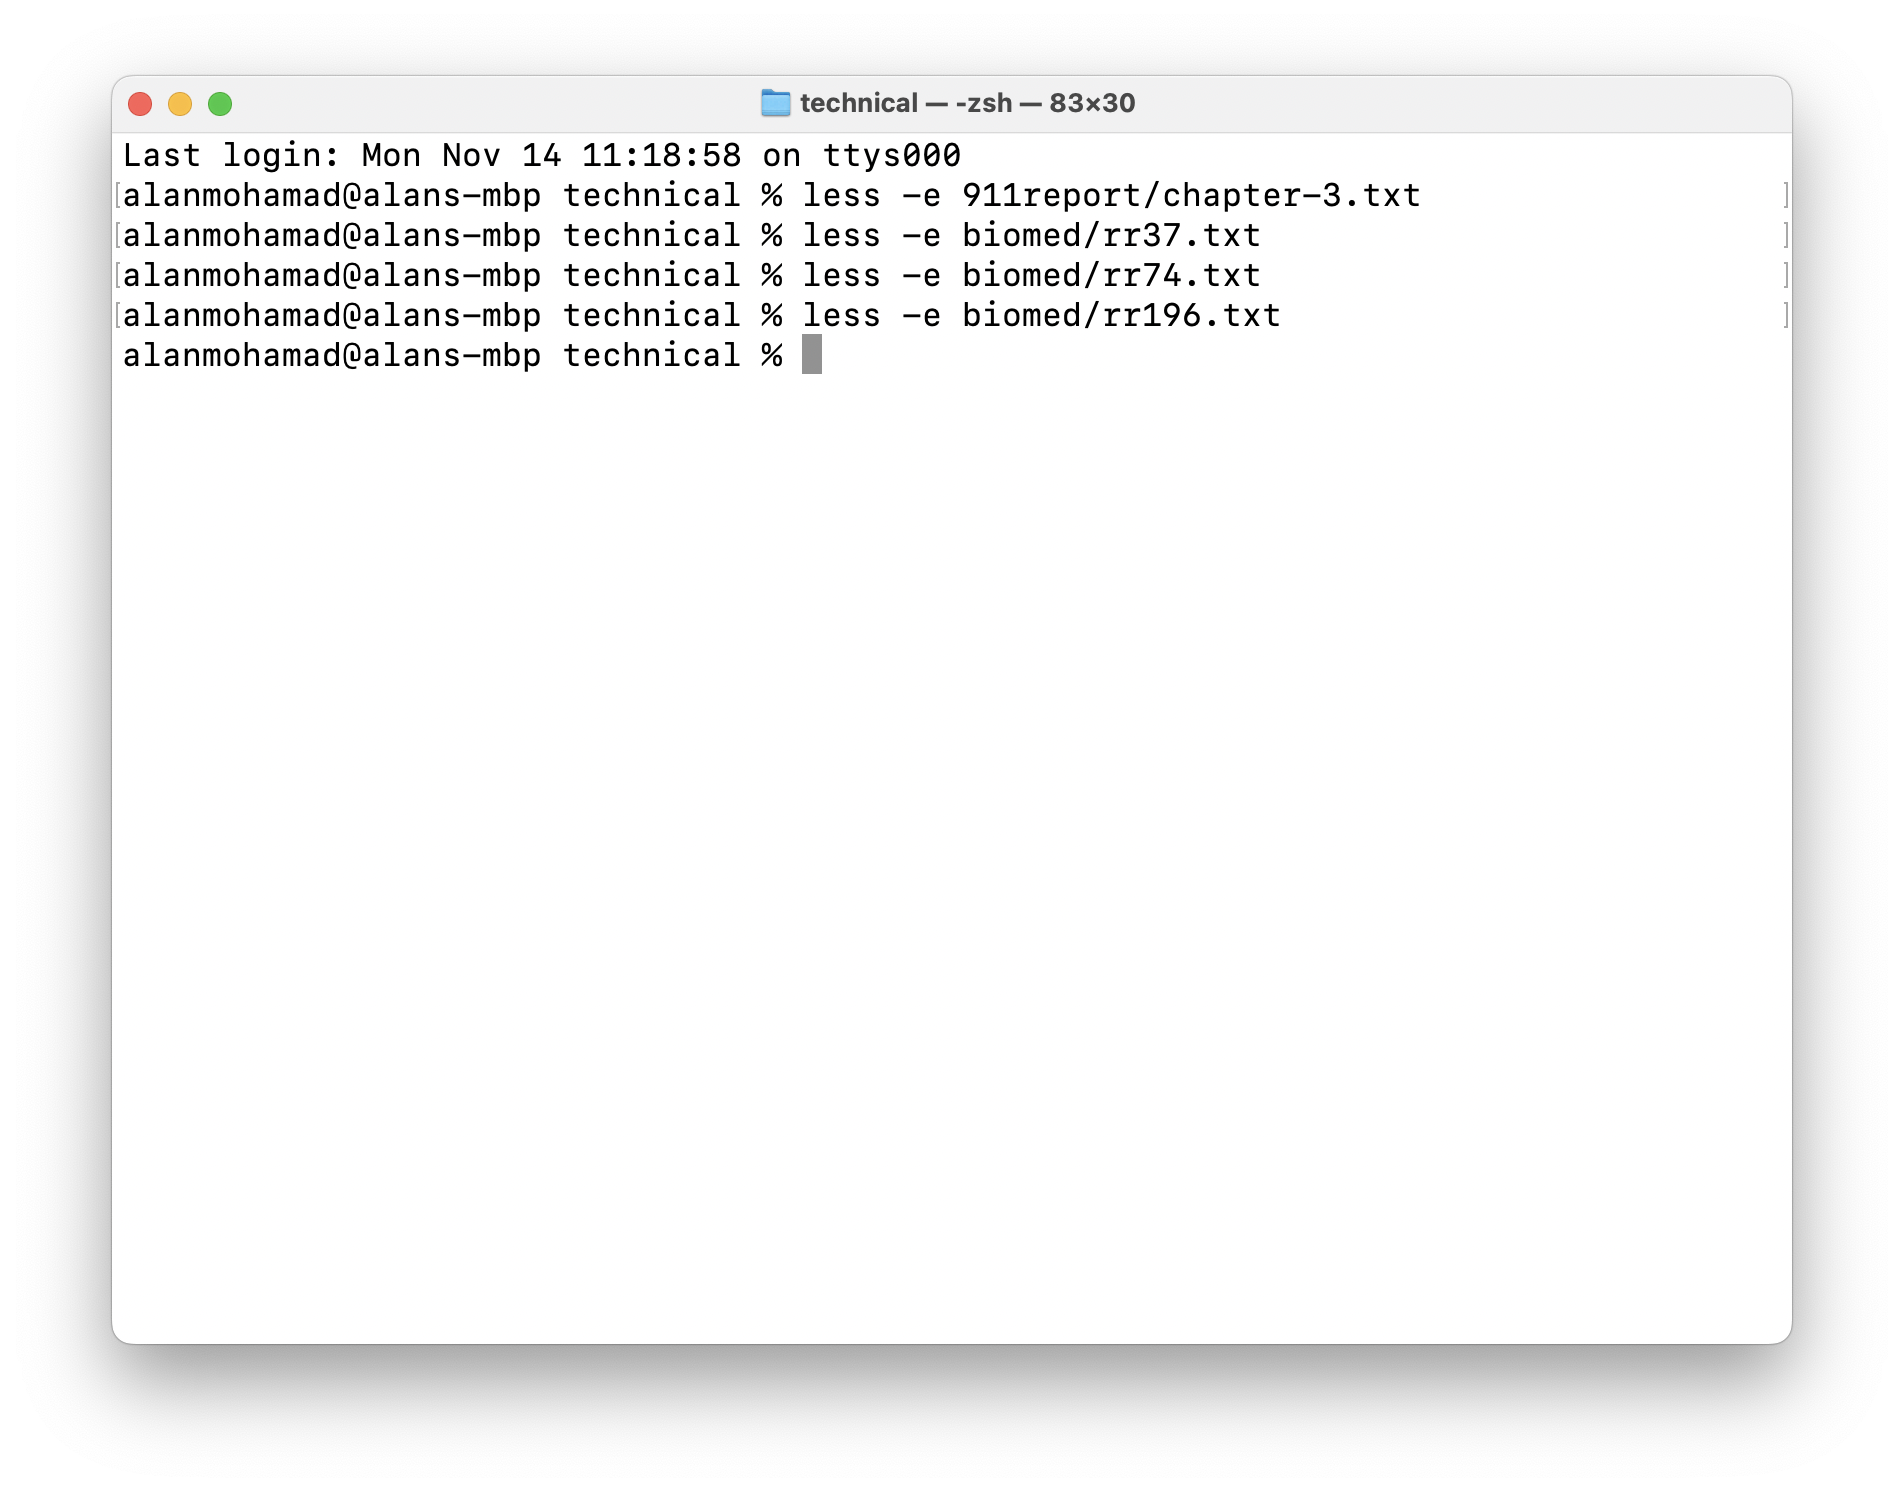 technical — -zsh — 83×30
Last login: Mon Nov 14 11:18:58 on ttys000
[alanmohamad@alans-mbp technical % less -e 911report/chapter-3.txt ]
[alanmohamad@alans-mbp technical % less -e biomed/rr37.txt ]
[alanmohamad@alans-mbp technical % less -e biomed/rr74.txt ]
[alanmohamad@alans-mbp technical % less -e biomed/rr196.txt ]
alanmohamad@alans-mbp technical %